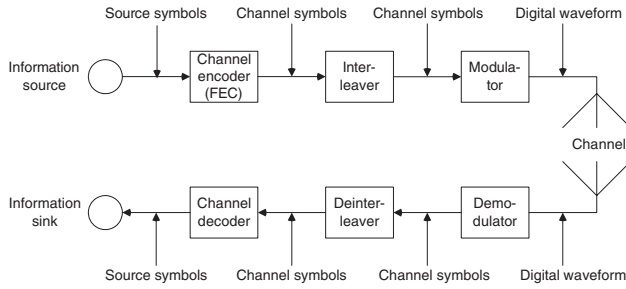 Source symbols
Channel symbols
Channel symbols
Digital waveform
Information
source
Channel
encoder
(FEC)
Inter-
leaver
Modula-
tor
Channel
Information
sink
Channel
decoder
Deinter-
leaver
Demo-
dulator
Source symbols
Channel symbols
Channel symbols
Digital waveform